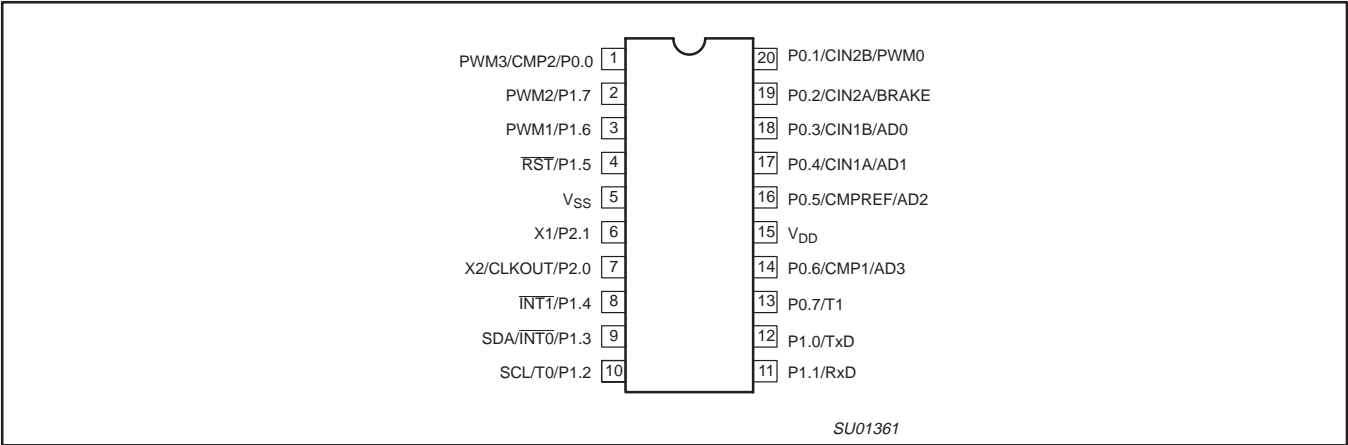 PWM3/CMP2/P0.0 1 20 P0.1/CIN2B/PWM0
PWM2/P1.7 2 19 P0.2/CIN2A/BRAKE
PWM1/P1.6 3 18 P0.3/CIN1B/AD0
R̅S̅T̅/P1.5 4 17 P0.4/CIN1A/AD1
VSS 5 16 P0.5/CMPREF/AD2
X1/P2.1 6 15 VDD
X2/CLKOUT/P2.0 7 14 P0.6/CMP1/AD3
I̅N̅T̅1̅/P1.4 8 13 P0.7/T1
SDA/I̅N̅T̅0̅/P1.3 9 12 P1.0/TxD
SCL/T0/P1.2 10 11 P1.1/RxD
SU01361